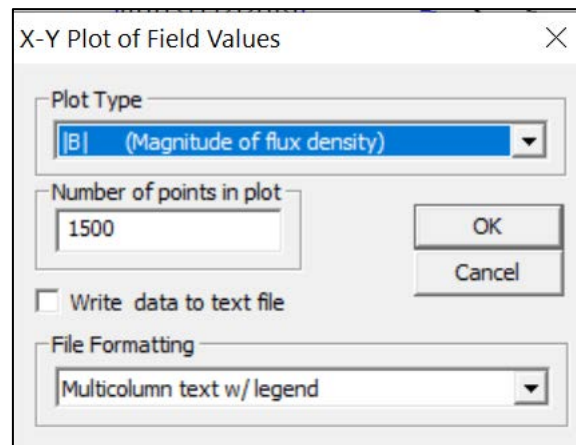 X-Y Plot of Field Values
Plot Type
|B| (Magnitude of flux density)
Number of points in plot
1500
OK
Cancel
Write data to text file
File Formatting
Multicolumn text w/ legend